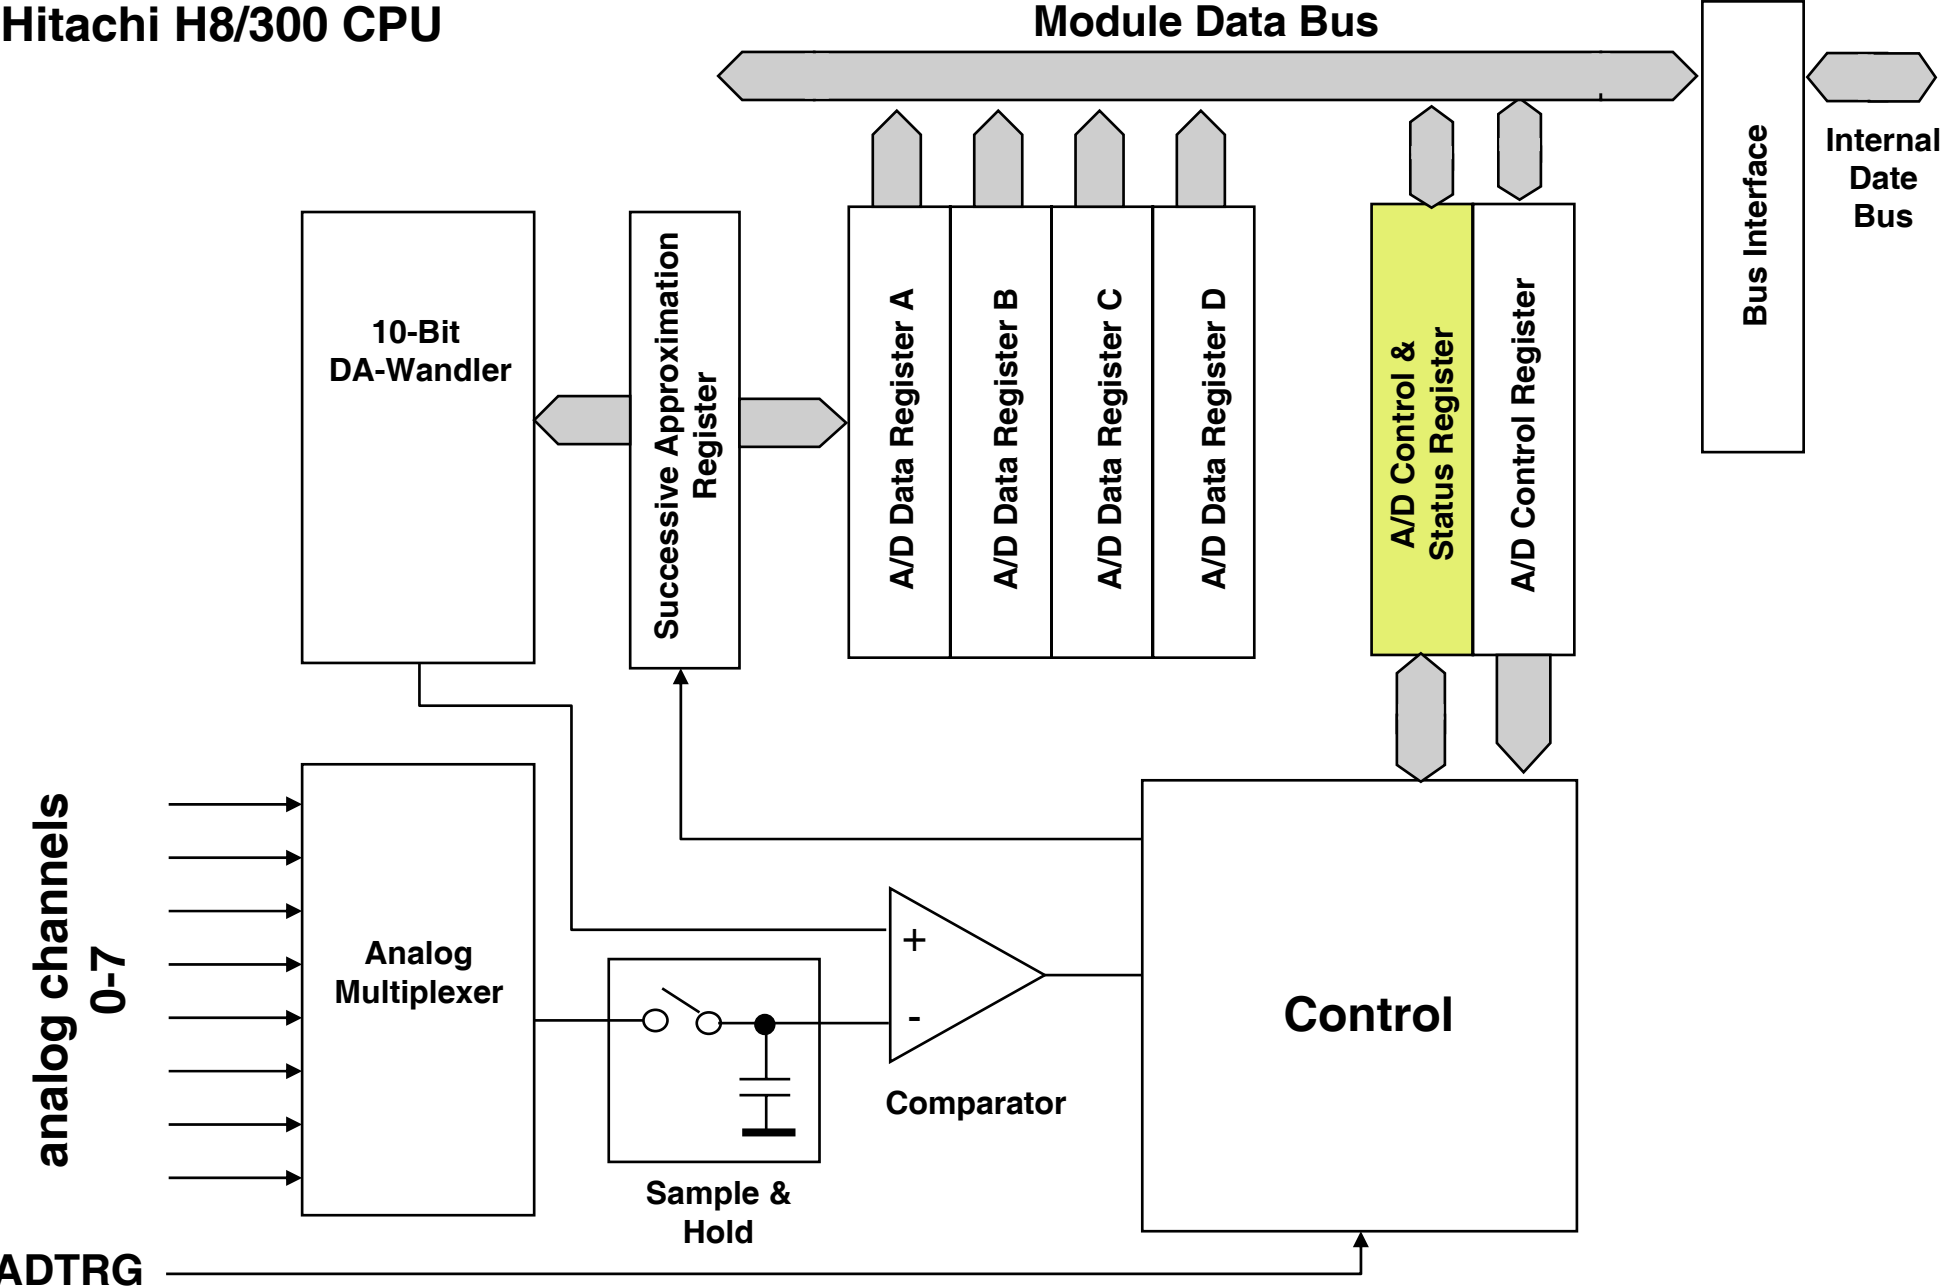 Hitachi H8/300 CPU
Module Data Bus
Internal
Date
Bus
Bus Interface
10-Bit
DA-Wandler
Successive Approximation
Register
A/D Data Register A
A/D Data Register B
A/D Data Register C
A/D Data Register D
A/D Control &
Status Register
A/D Control Register
analog channels
0-7
Analog
Multiplexer
+
-
Comparator
Control
Sample &
Hold
ADTRG